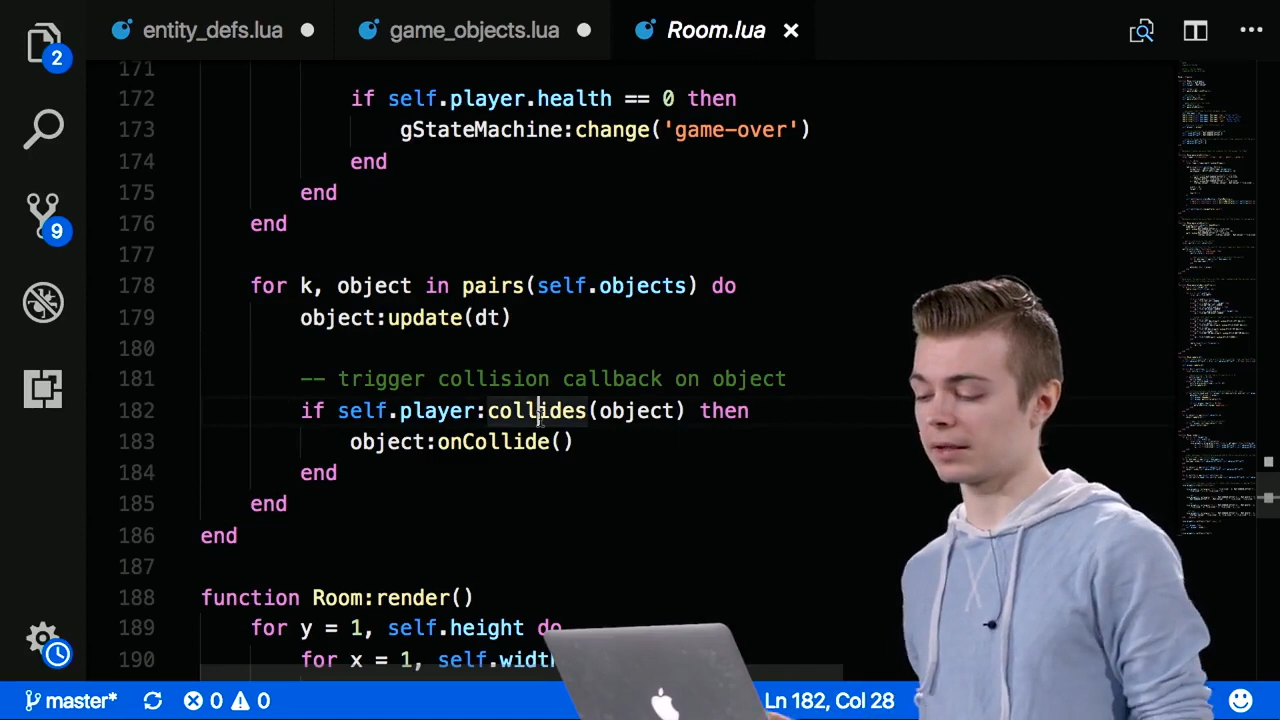 entity_defs.lua
game_objects.lua
Room.lua
2
9
171
172 if self.player.health == 0 then
173 gStateMachine:change('game-over')
174 end
175 end
176 end
177
178 for k, object in pairs(self.objects) do
179 object:update(dt)
180
181 -- trigger collision callback on object
182 if self.player:collides(object) then
183 object:onCollide()
184 end
185 end
186 end
187
188 function Room:render()
189 for y = 1, self.height do
190 for x = 1, self.width
master* 0 0 Ln 182, Col 28